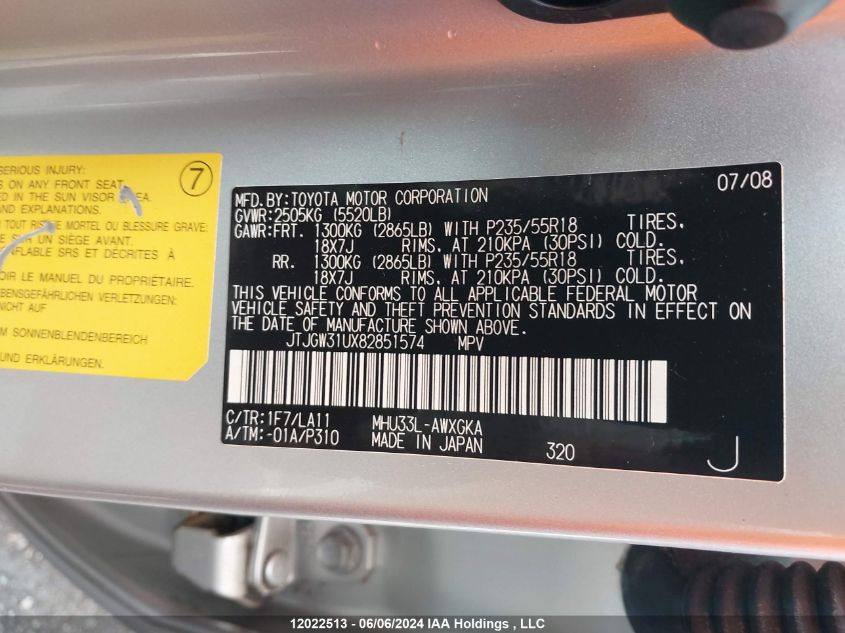 SERIOUS INJURY:
ON ANY FRONT SEAT
IN THE SUN VISOR AREA.
AND EXPLANATIONS.
TOUT RISQUE DE MORTEL OU BLESSURE GRAVE:
SUR UN SIÈGE AVANT.
INFLABLE SRS ET DÉCRITES À
LE MANUEL DU PROPRIÉTAIRE.
LEBENSGEFÄHRLICHEN VERLETZUNGEN:
NICHT AUF
SONNENBLENDENBEREICH
UND ERKLÄRUNGEN.
7
07/08
MFD.BY:TOYOTA MOTOR CORPORATION
GVWR:2505KG (5520LB)
GAWR:FRT. 1300KG (2865LB) WITH P235/55R18 TIRES,
18X7J RIMS, AT 210KPA (30PSI) COLD.
RR. 1300KG (2865LB) WITH P235/55R18 TIRES,
18X7J RIMS, AT 210KPA (30PSI) COLD.
THIS VEHICLE CONFORMS TO ALL APPLICABLE FEDERAL MOTOR
VEHICLE SAFETY AND THEFT PREVENTION STANDARDS IN EFFECT ON
THE DATE OF MANUFACTURE SHOWN ABOVE.
JTJGW31UX82851574 MPV
C/TR:1F7/LA11 MHU33L-AWXGKA
A/TM:-01A/P310 MADE IN JAPAN 320
J
12022513 - 06/06/2024 IAA Holdings , LLC